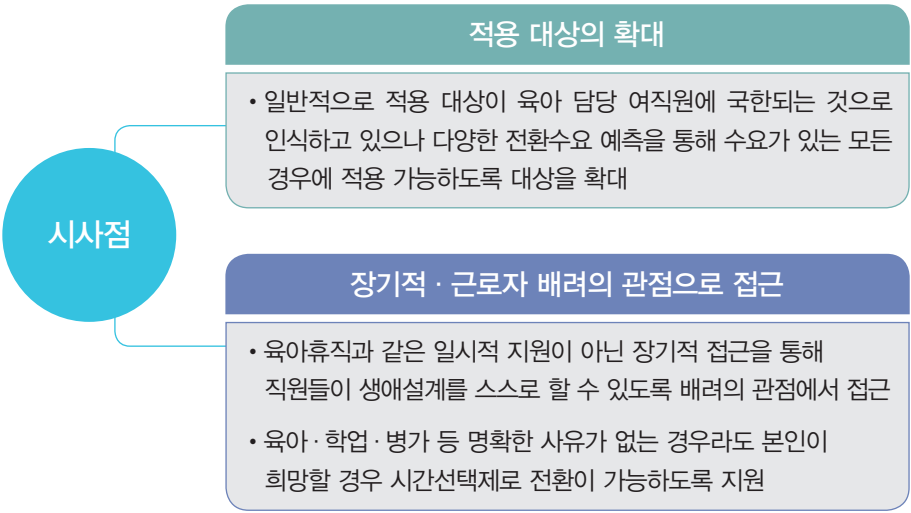 시사점
적용 대상의 확대
• 일반적으로 적용 대상이 육아 담당 여직원에 국한되는 것으로
인식하고 있으나 다양한 전환수요 예측을 통해 수요가 있는 모든
경우에 적용 가능하도록 대상을 확대
장기적 · 근로자 배려의 관점으로 접근
• 육아휴직과 같은 일시적 지원이 아닌 장기적 접근을 통해
직원들이 생애설계를 스스로 할 수 있도록 배려의 관점에서 접근
• 육아 · 학업 · 병가 등 명확한 사유가 없는 경우라도 본인이
희망할 경우 시간선택제로 전환이 가능하도록 지원